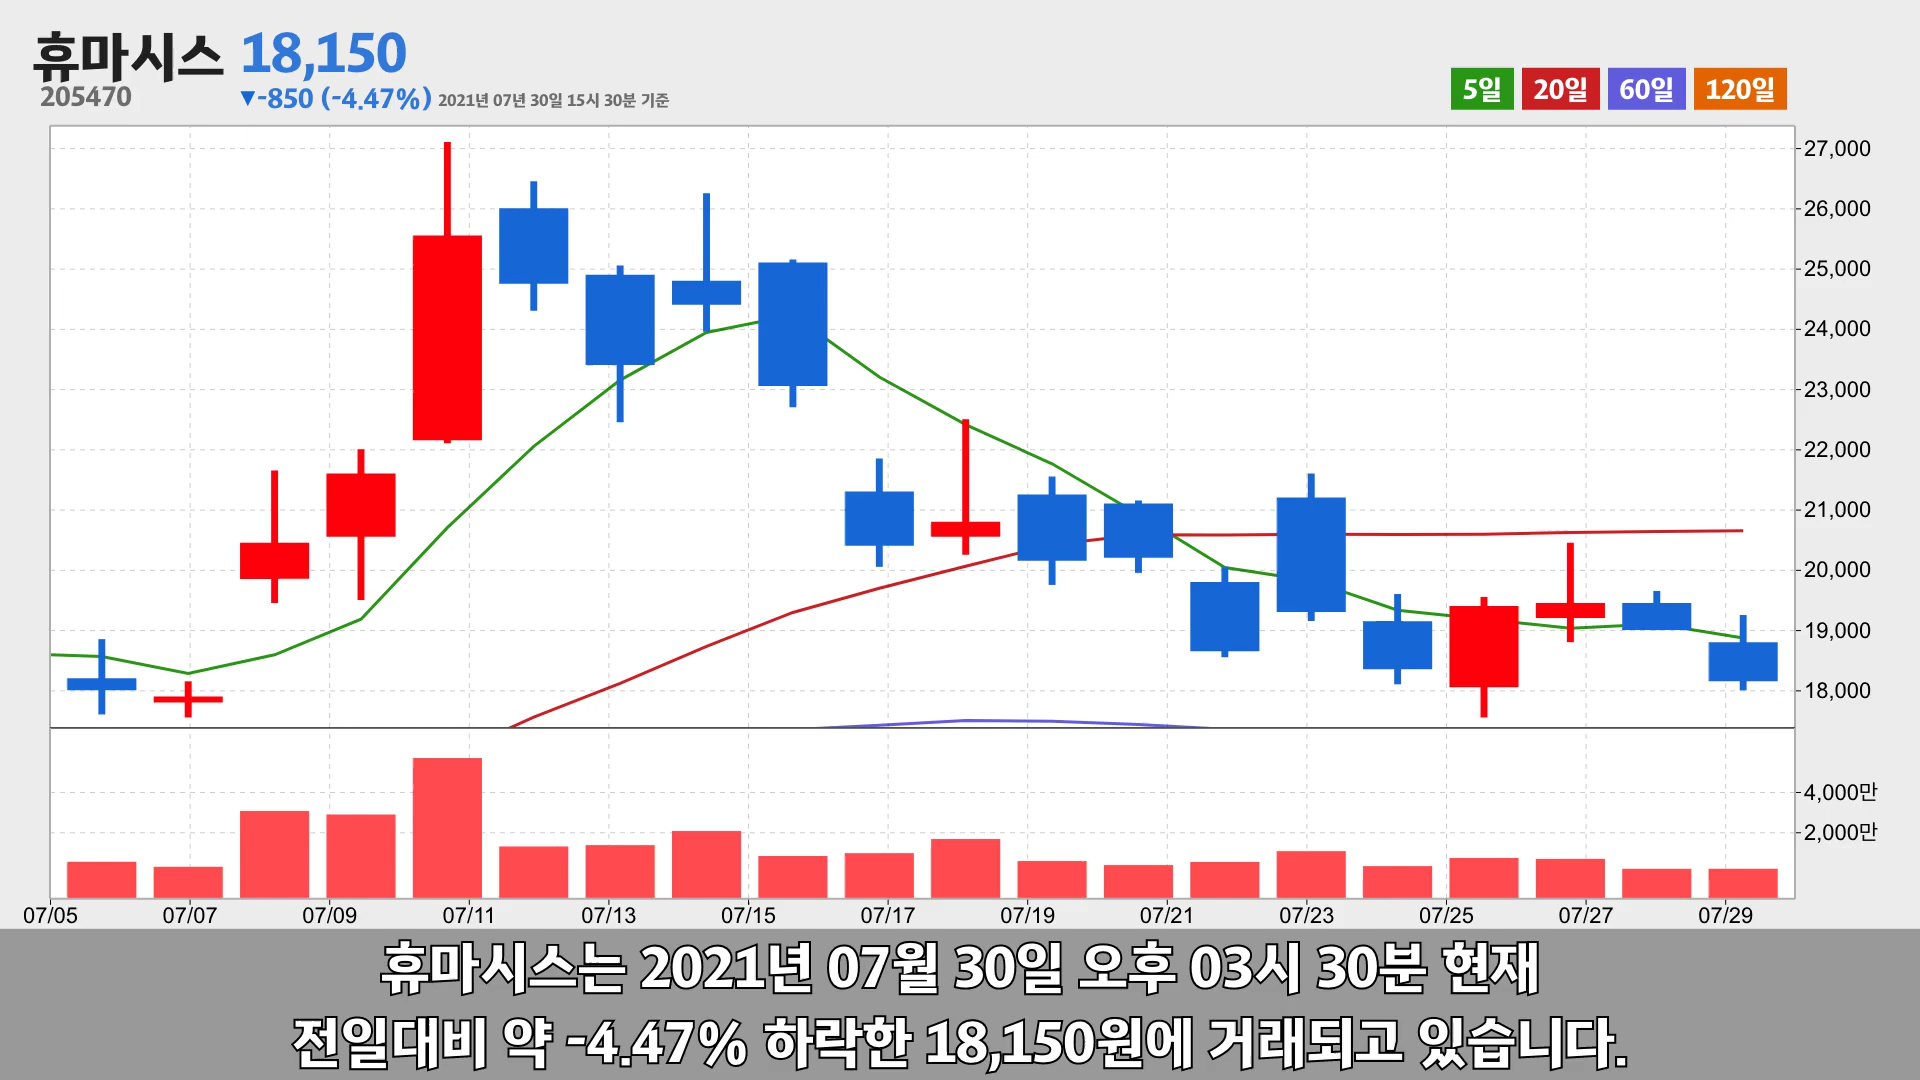 휴마시스 18,150
205470 ▼-850 (-4.47%) 2021년 07년 30일 15시 30분 기준
5일 20일 60일 120일
27,000
26,000
25,000
24,000
23,000
22,000
21,000
20,000
19,000
18,000
4,000만
2,000만
07/05 07/07 07/09 07/11 07/13 07/15 07/17 07/19 07/21 07/23 07/25 07/27 07/29
휴마시스는 2021년 07월 30일 오후 03시 30분 현재
전일대비 약 -4.47% 하락한 18,150원에 거래되고 있습니다.